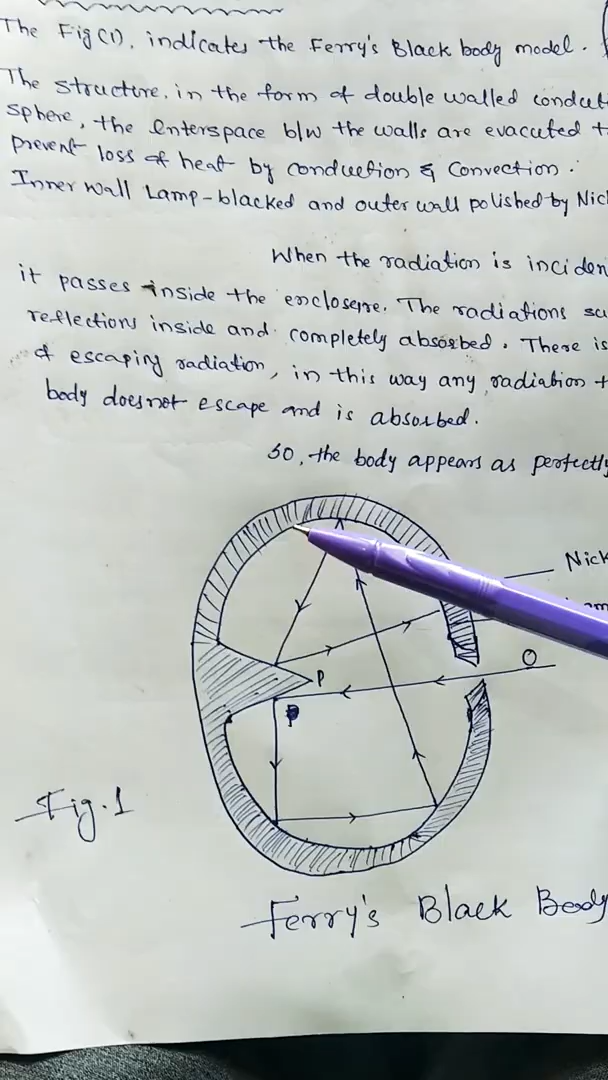 The Fig(1), indicates the Ferry's Black body model.
The structure, in the form of double walled conducti
sphere, the Enterspace b/w the walls are evacuted t
prevent loss of heat by conduction & Convection.
Inner wall Lamp-blacked and outer wall polished by Nick
When the radiation is inciden
it passes inside the enclosere. The radiations su
reflections inside and completely absorbed. There is
of escaping radiation, in this way any radiation t
body doesnot escape and is absorbed.
So, the body appears as perfectly
Nick
O
P
P
Fig.1
Ferry's Black Body